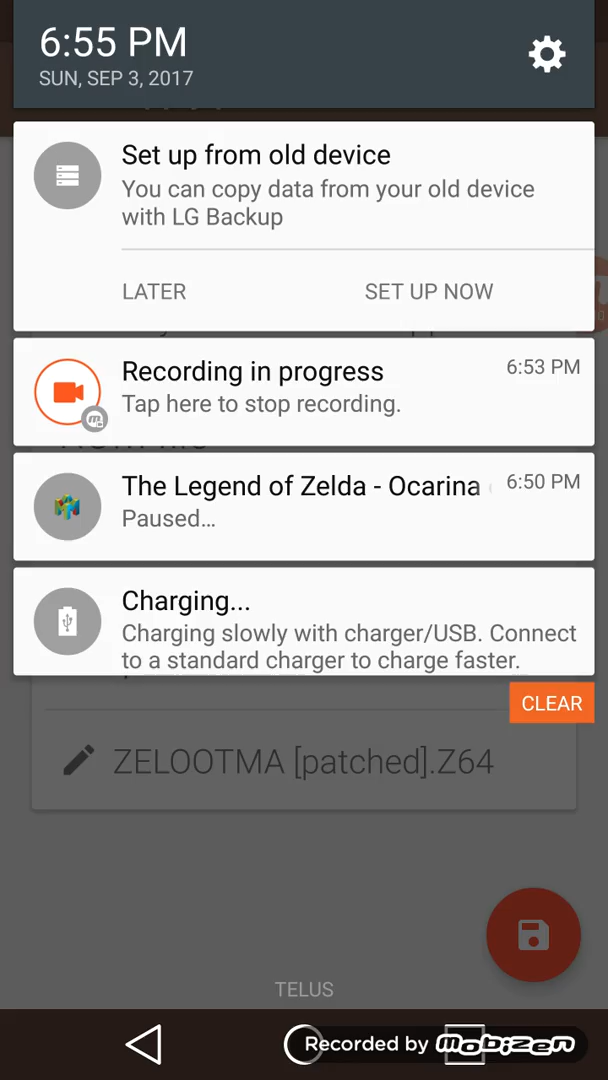 6:55 PM
SUN, SEP 3, 2017
Set up from old device
You can copy data from your old device
with LG Backup
LATER
SET UP NOW
Recording in progress
6:53 PM
Tap here to stop recording.
The Legend of Zelda - Ocarina
6:50 PM
Paused...
Charging...
Charging slowly with charger/USB. Connect
to a standard charger to charge faster.
CLEAR
ZELOOTMA [patched].Z64
TELUS
Recorded by mobizen